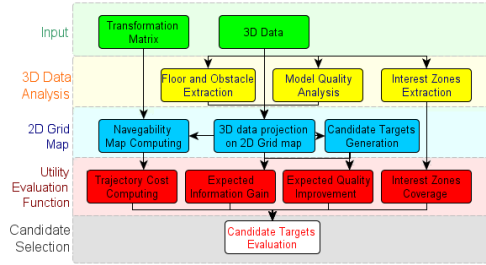 Input
Transformation
Matrix
3D Data
3D Data
Analysis
Floor and Obstacle
Extraction
Model Quality
Analysis
Interest Zones
Extraction
2D Grid
Map
Navegability
Map Computing
3D data projection
on 2D Grid map
Candidate Targets
Generation
Utility
Evaluation
Function
Trajectory Cost
Computing
Expected
Information Gain
Expected Quality
Improvement
Interest Zones
Coverage
Candidate
Selection
Candidate Targets
Evaluation